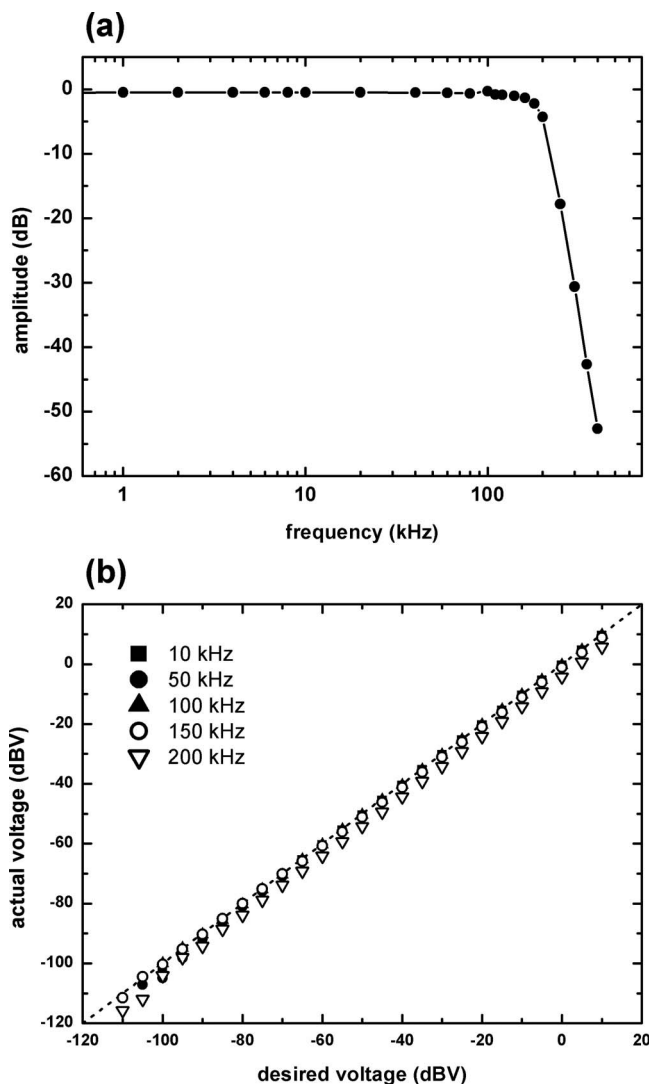 (a)
0
-10
-20
-30
-40
-50
-60
amplitude (dB)
1 10 100
frequency (kHz)
(b)
20
0
-20
-40
-60
-80
-100
-120
actual voltage (dBV)
10 kHz
50 kHz
100 kHz
150 kHz
200 kHz
-120 -100 -80 -60 -40 -20 0 20
desired voltage (dBV)